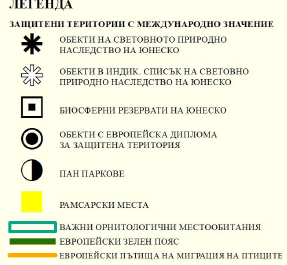 ЛЕГЕНДА
ЗАЩИТЕНИ ТЕРИТОРИИ С МЕЖДУНАРОДНО ЗНАЧЕНИЕ
ОБЕКТИ НА СВЕТОВНОТО ПРИРОДНО
НАСЛЕДСТВО НА ЮНЕСКО
ОБЕКТИ В ИНДИК. СПИСЪК НА СВЕТОВНО
ПРИРОДНО НАСЛЕДСТВО НА ЮНЕСКО
БИОСФЕРНИ РЕЗЕРВАТИ НА ЮНЕСКО
ОБЕКТИ С ЕВРОПЕЙСКА ДИПЛОМА
ЗА ЗАЩИТЕНА ТЕРИТОРИЯ
ПАН ПАРКОВЕ
РАМСАРСКИ МЕСТА
ВАЖНИ ОРНИТОЛОГИЧНИ МЕСТООБИТАНИЯ
ЕВРОПЕЙСКИ ЗЕЛЕН ПОЯС
ЕВРОПЕЙСКИ ПЪТИЩА НА МИГРАЦИЯ НА ПТИЦИТЕ